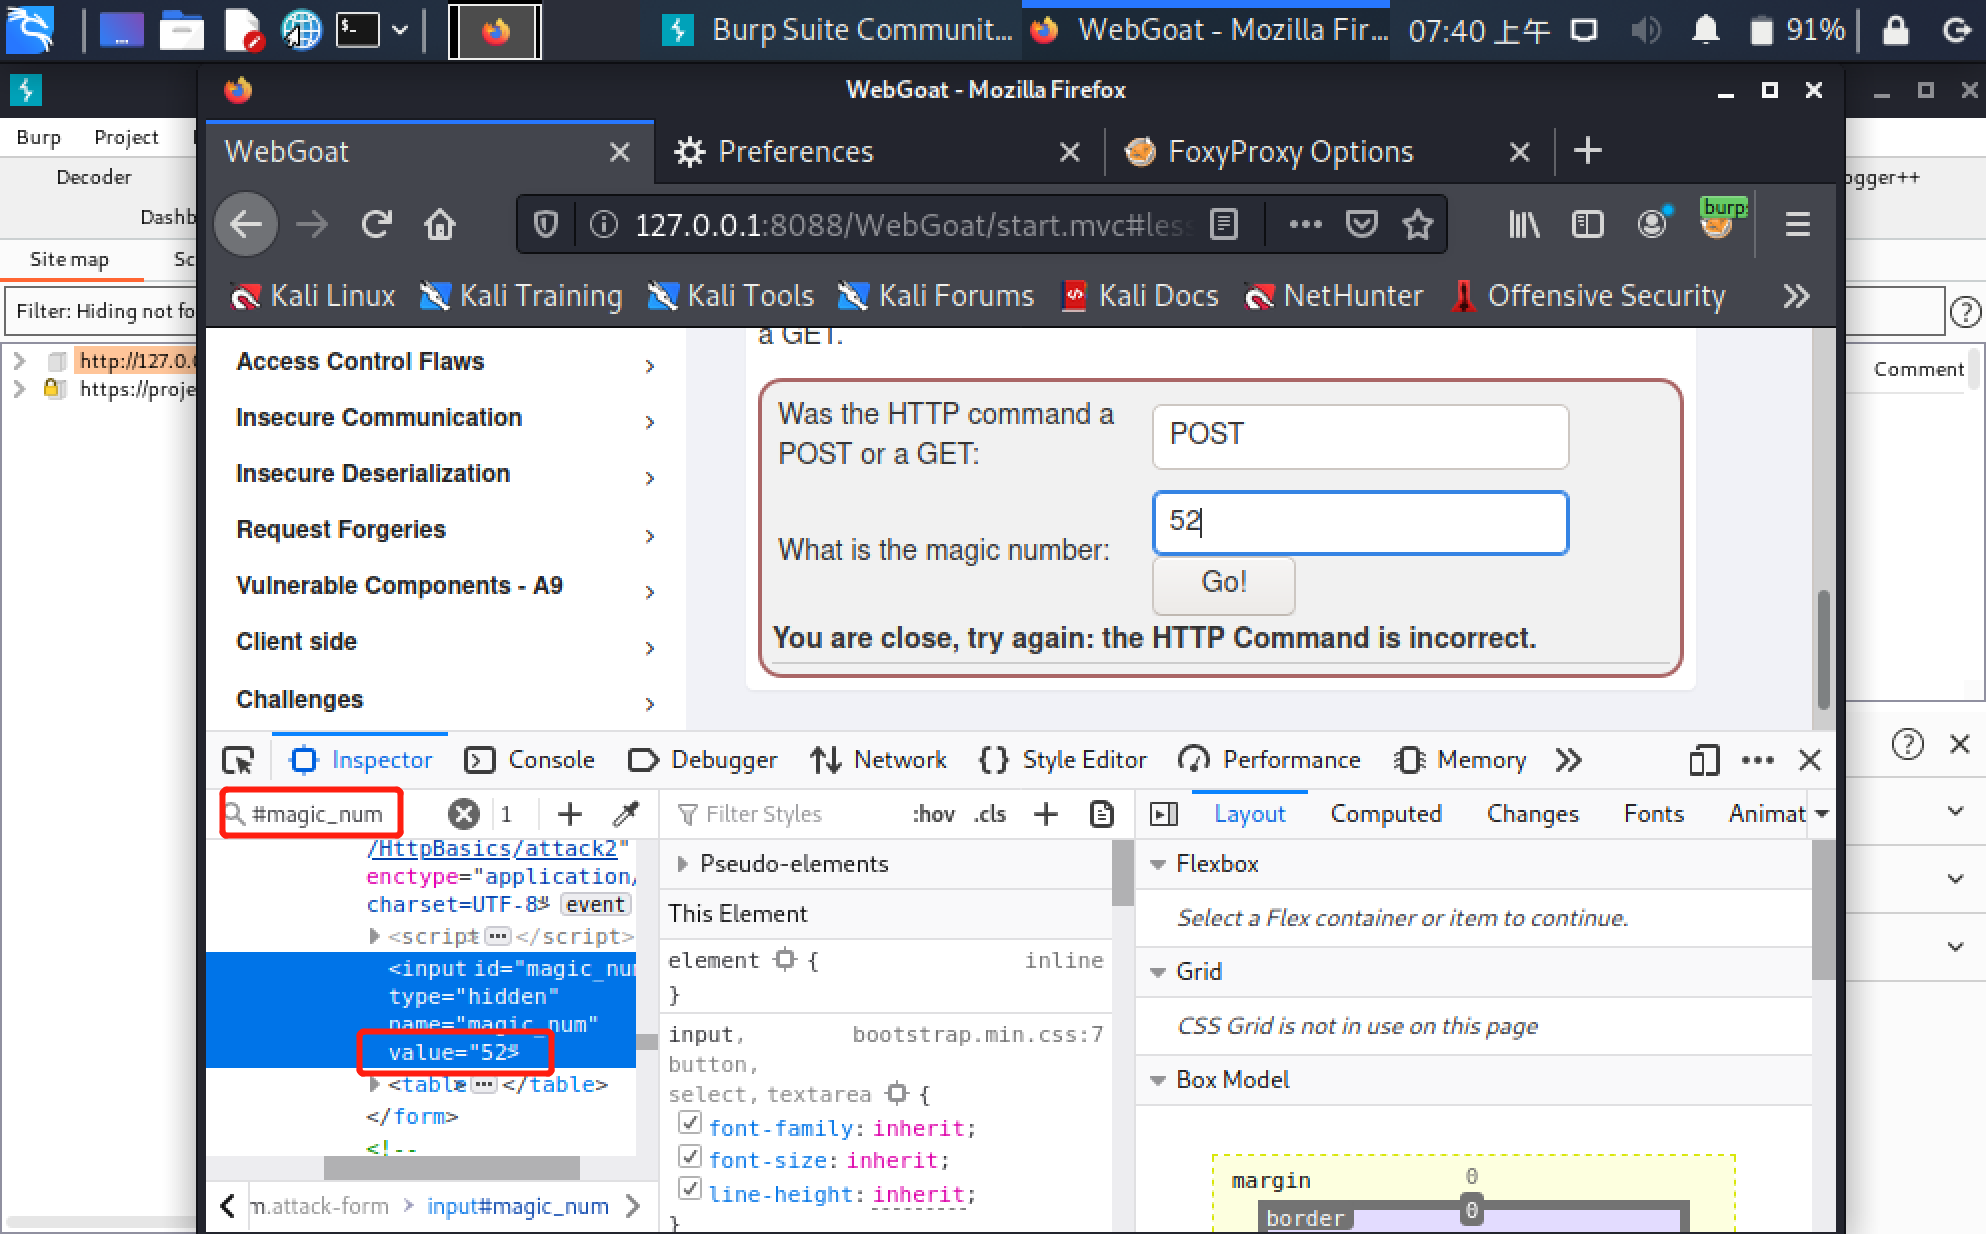 $-
Burp Suite Communit...
WebGoat - Mozilla Fir...
07:40 上午
91%
WebGoat - Mozilla Firefox
Burp Project
WebGoat
Preferences
FoxyProxy Options
Decoder
ogger++
Dashb
127.0.0.1:8088/WebGoat/start.mvc#less
burp
Site map
Sc
Kali Linux
Kali Training
Kali Tools
Kali Forums
Kali Docs
NetHunter
Offensive Security
Filter: Hiding not fo
http://127.0.0
https://proje
Comment
a GET.
Access Control Flaws
Insecure Communication
Insecure Deserialization
Request Forgeries
Vulnerable Components - A9
Client side
Challenges
Was the HTTP command a
POST or a GET:
POST
What is the magic number:
52
Go!
You are close, try again: the HTTP Command is incorrect.
Inspector
Console
Debugger
Network
Style Editor
Performance
Memory
#magic_num
1
Filter Styles
:hov .cls
Layout
Computed
Changes
Fonts
Animat
/HttpBasics/attack2"
enctype="application/
charset=UTF-8" event
<script ... </script>
<input id="magic_num
type="hidden"
name="magic_num"
value="52">
<table ... </table>
</form>
<!--
m.attack-form
input#magic_num
Pseudo-elements
This Element
element {
inline
}
input,
bootstrap.min.css:7
button,
select, textarea {
font-family: inherit;
font-size: inherit;
line-height: inherit;
}
Flexbox
Select a Flex container or item to continue.
Grid
CSS Grid is not in use on this page
Box Model
margin
0
border
0